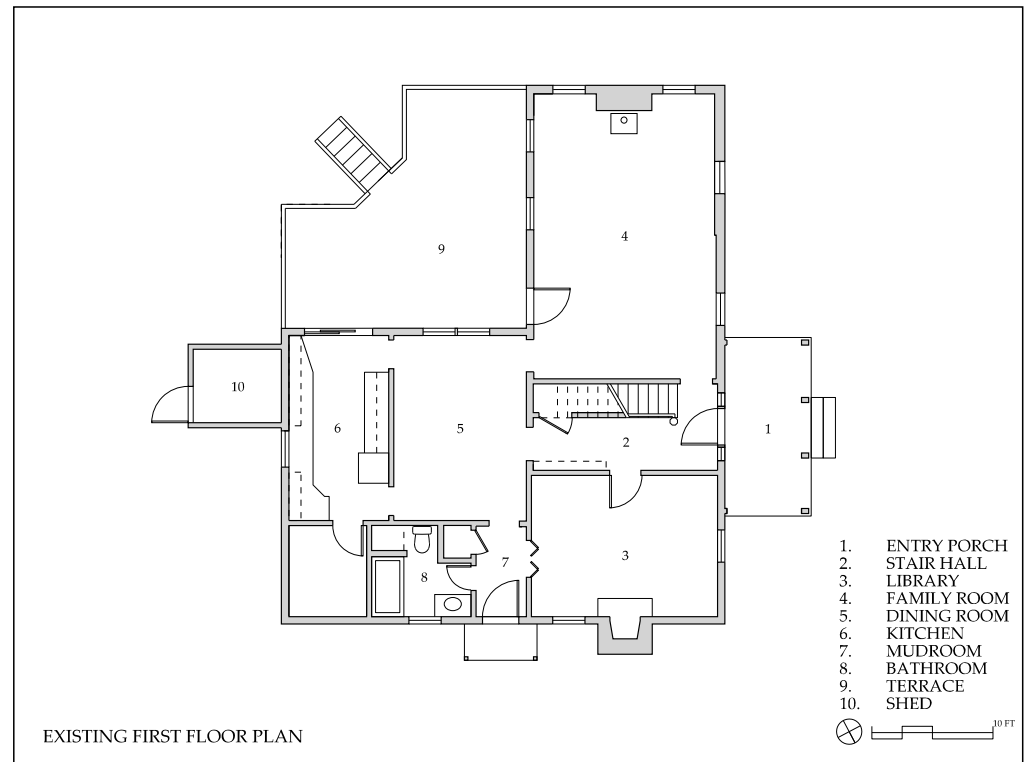 4
9
10
6
5
2
1
3
7
8
1. ENTRY PORCH
2. STAIR HALL
3. LIBRARY
4. FAMILY ROOM
5. DINING ROOM
6. KITCHEN
7. MUDROOM
8. BATHROOM
9. TERRACE
10. SHED
10 FT
EXISTING FIRST FLOOR PLAN